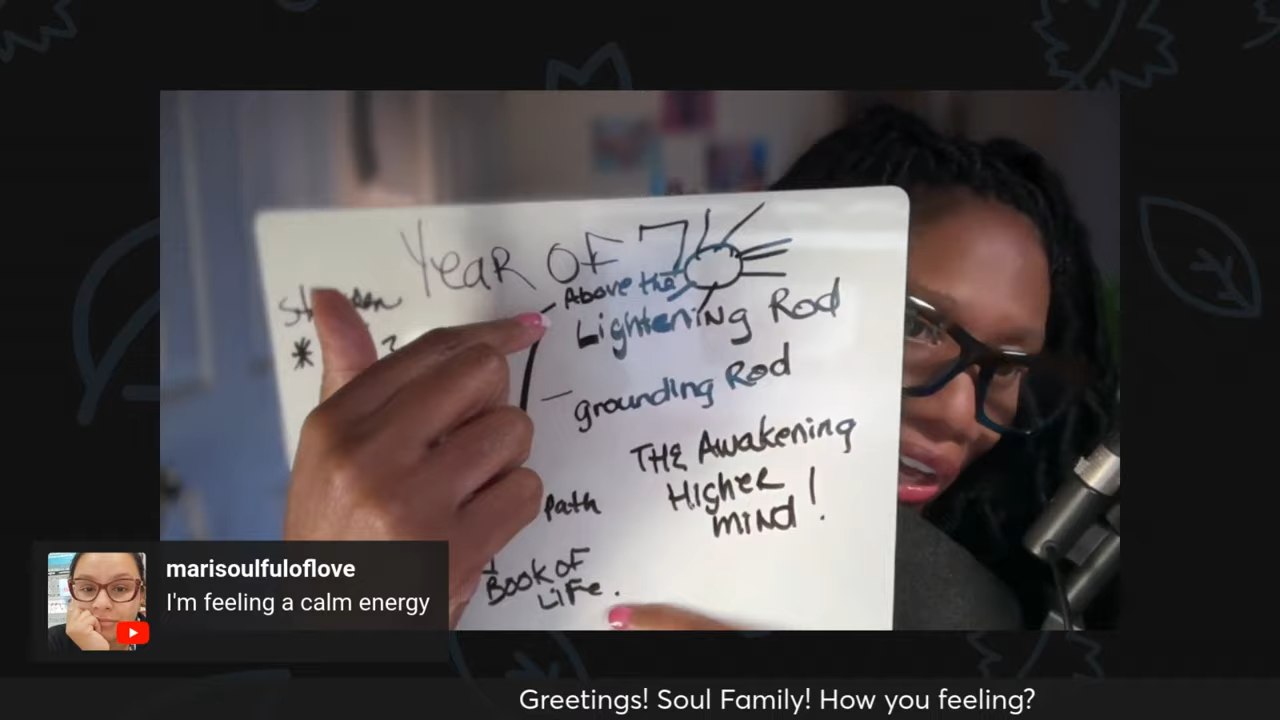 Year of 7
Above the
Lightening Rod
grounding Rod
THE Awakening
Higher
mind!
Path
Book of
Life.
marisoulfuloflove
I'm feeling a calm energy
Greetings! Soul Family! How you feeling?